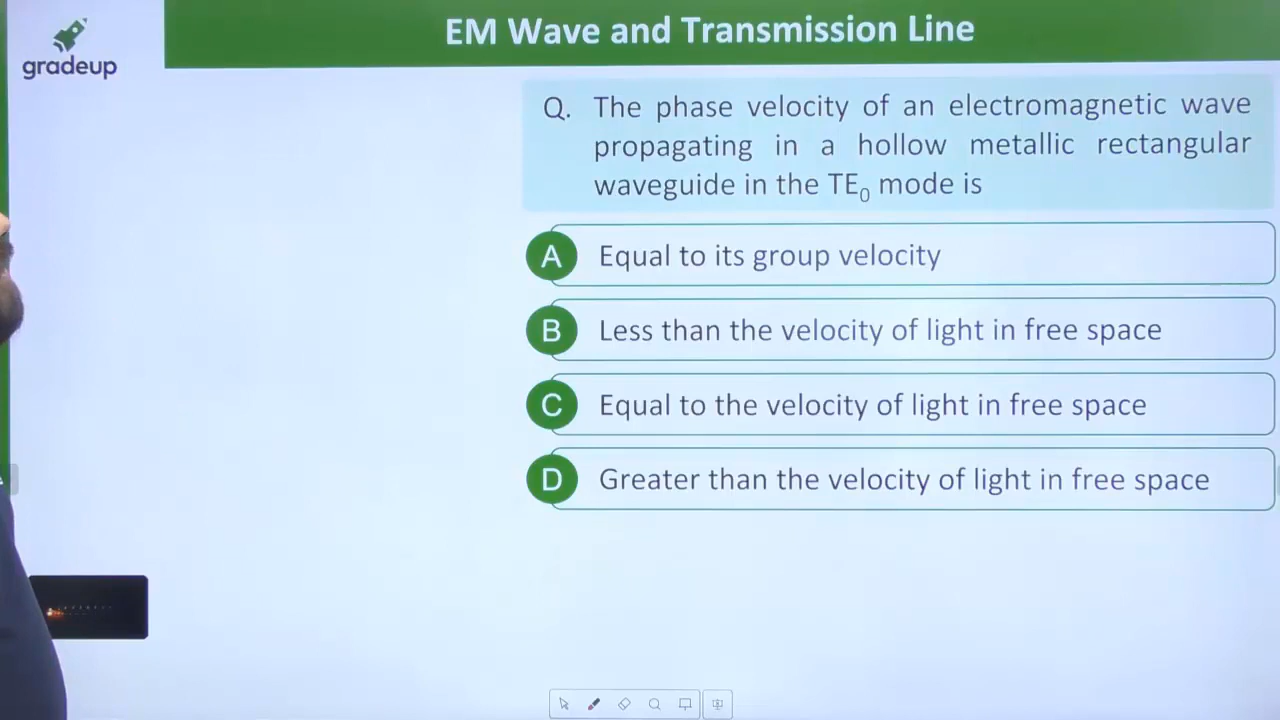 gradeup
EM Wave and Transmission Line
Q. The phase velocity of an electromagnetic wave
propagating in a hollow metallic rectangular
waveguide in the TE₀ mode is
A Equal to its group velocity
B Less than the velocity of light in free space
C Equal to the velocity of light in free space
D Greater than the velocity of light in free space